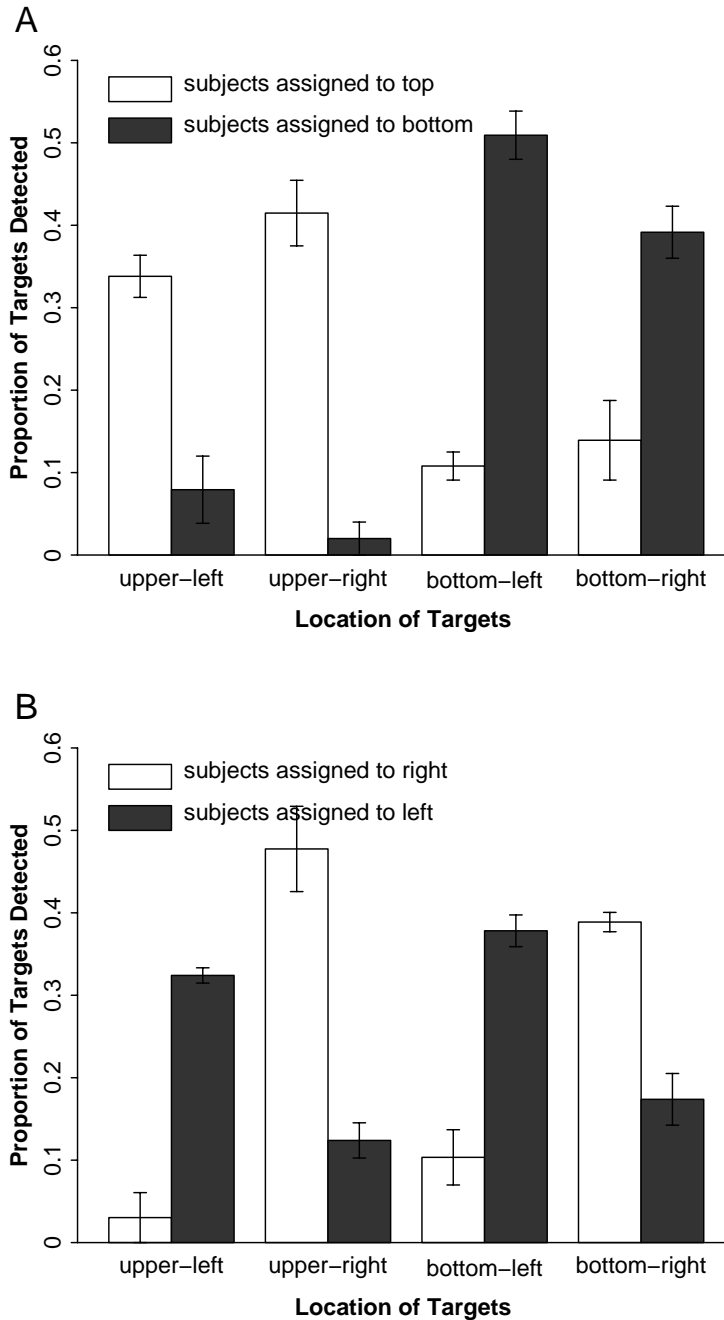 A
0.6
0.5
0.4
0.3
0.2
0.1
0
Proportion of Targets Detected
subjects assigned to top
subjects assigned to bottom
upper−left upper−right bottom−left bottom−right
Location of Targets
B
0.6
0.5
0.4
0.3
0.2
0.1
0
Proportion of Targets Detected
subjects assigned to right
subjects assigned to left
upper−left upper−right bottom−left bottom−right
Location of Targets